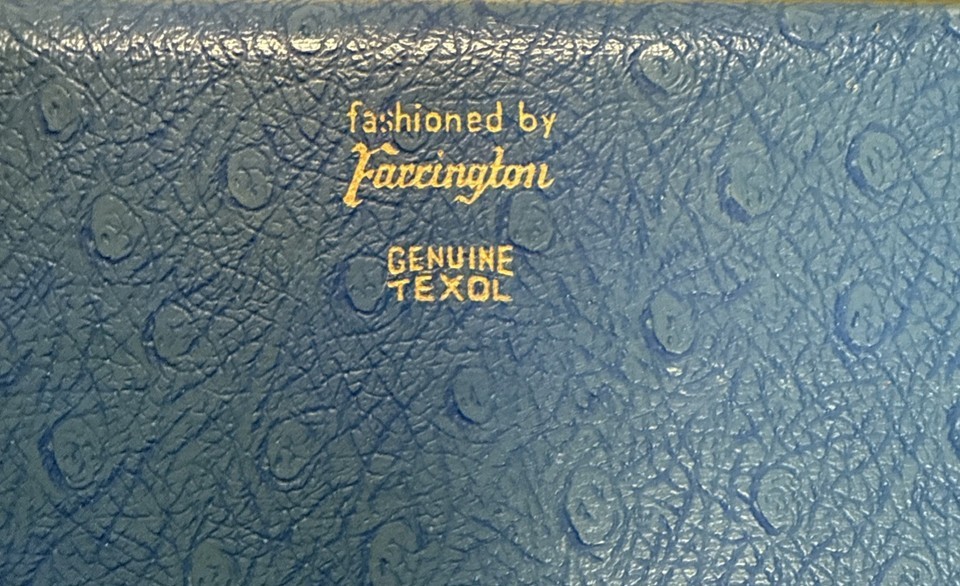 fashioned by
Farrington
GENUINE
TEXOL